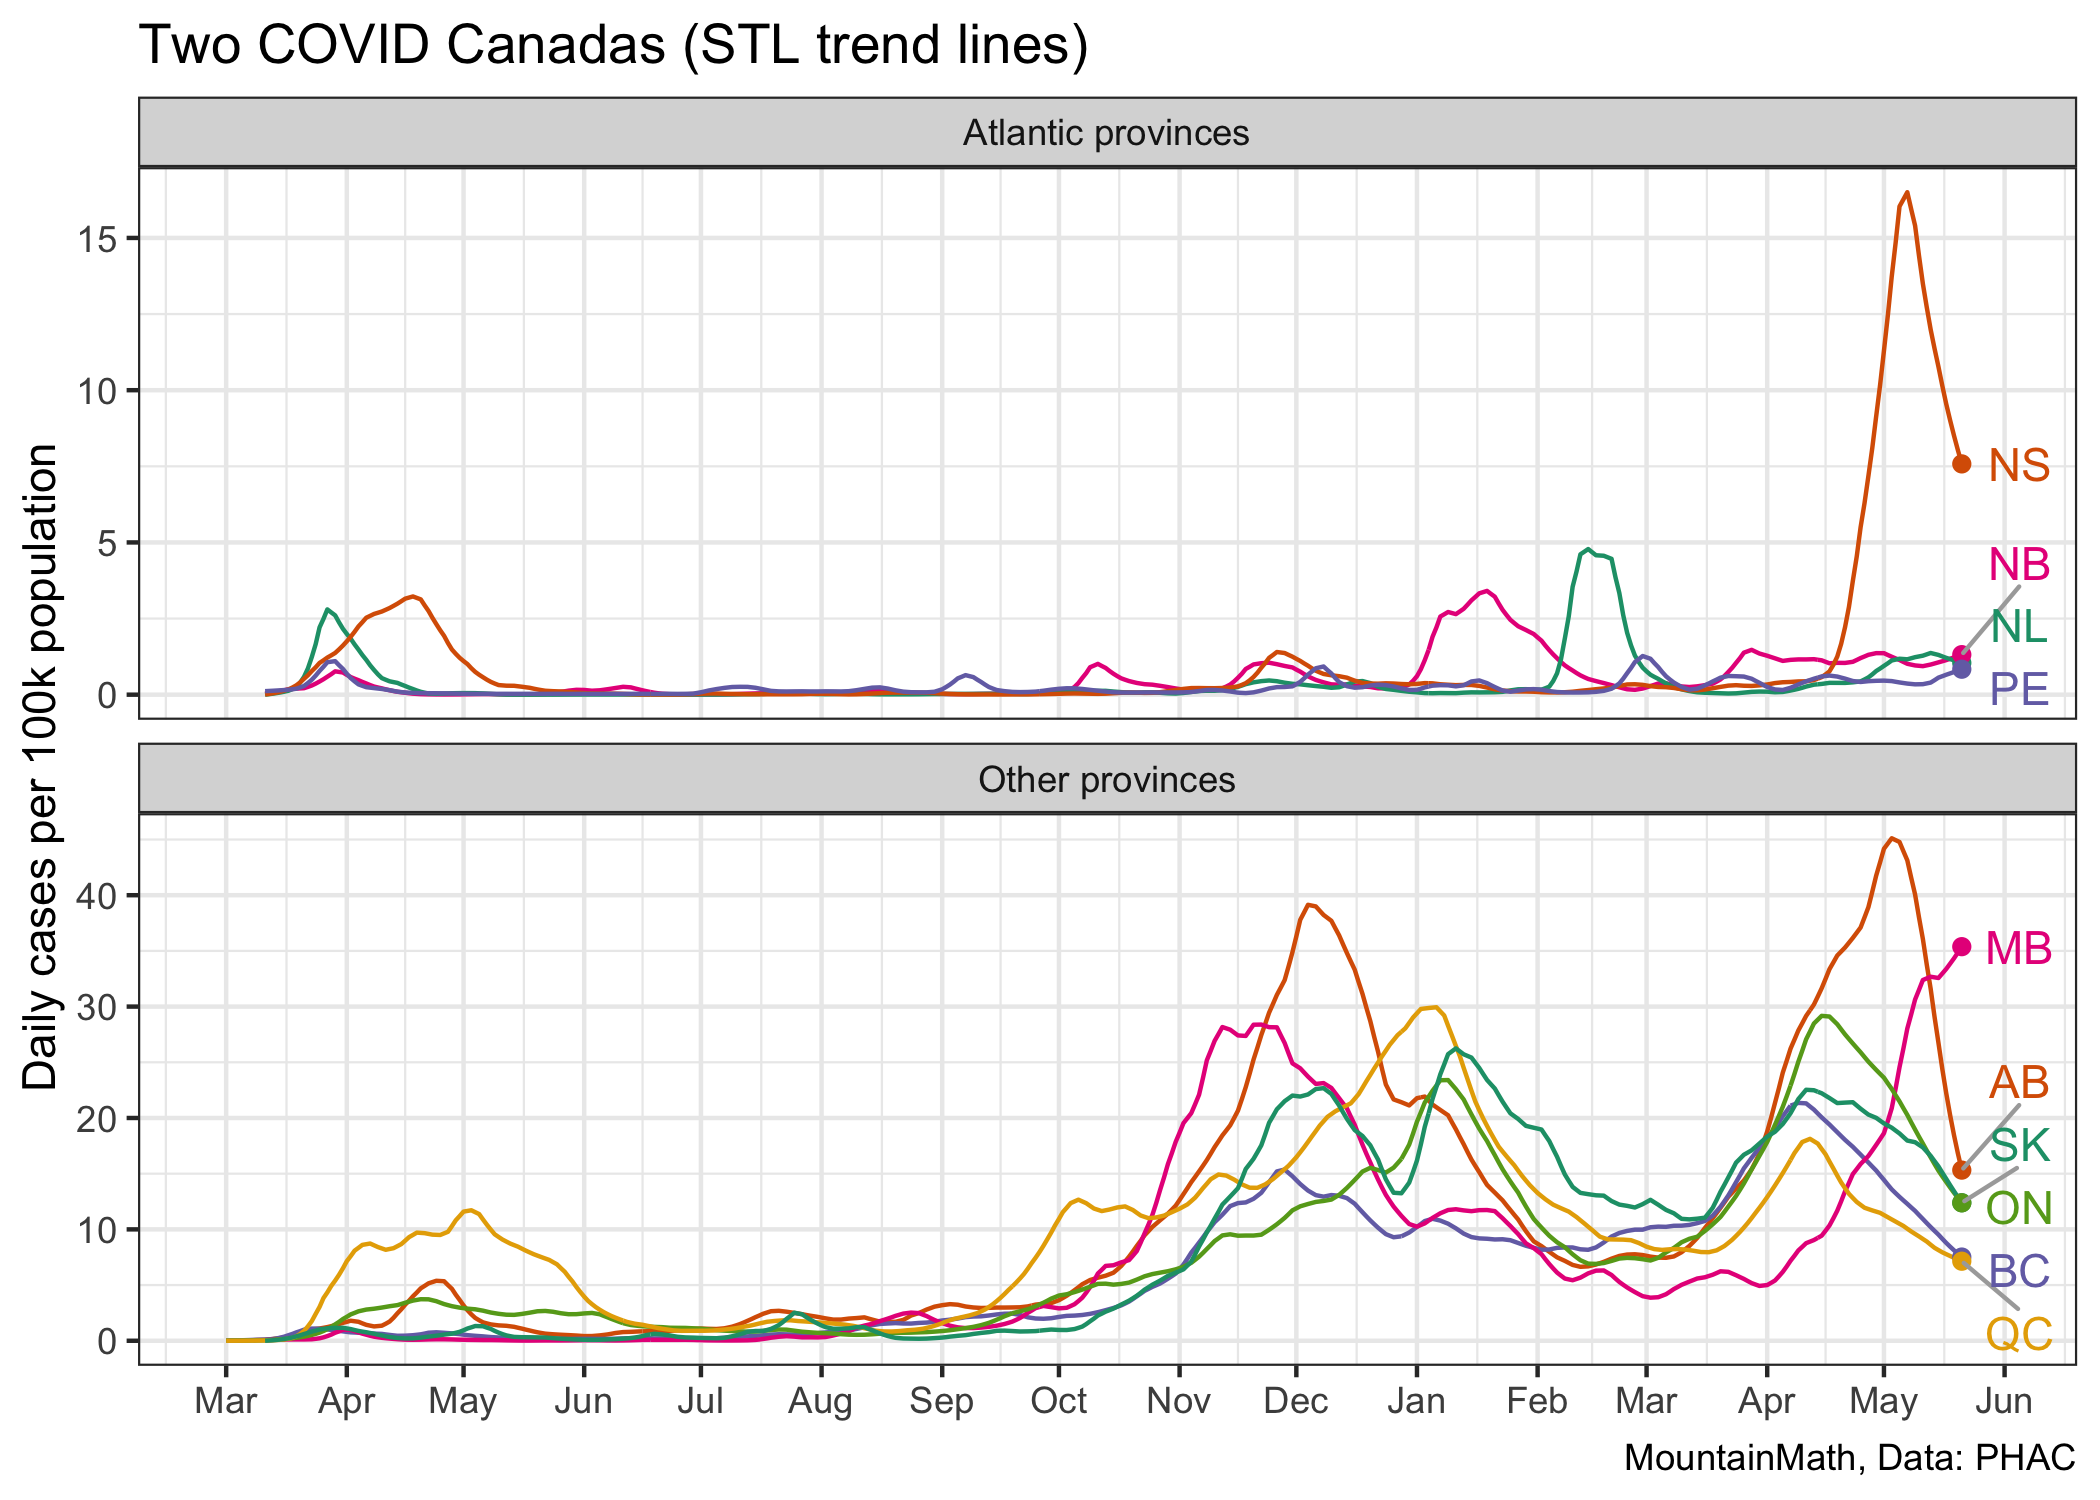 Two COVID Canadas (STL trend lines)
Atlantic provinces
15
10
5
0
NS
NB
NL
PE
Daily cases per 100k population
Other provinces
40
30
20
10
0
MB
AB
SK
ON
BC
QC
Mar Apr May Jun Jul Aug Sep Oct Nov Dec Jan Feb Mar Apr May Jun
MountainMath, Data: PHAC